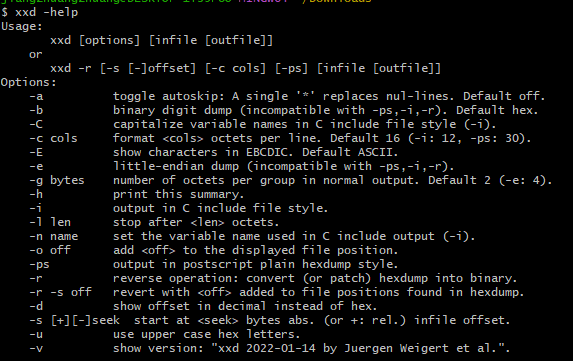 $ xxd -help
Usage:
       xxd [options] [infile [outfile]]
    or
       xxd -r [-s [-]offset] [-c cols] [-ps] [infile [outfile]]
Options:
    -a          toggle autoskip: A single '*' replaces nul-lines. Default off.
    -b          binary digit dump (incompatible with -ps,-i,-r). Default hex.
    -C          capitalize variable names in C include file style (-i).
    -c cols     format <cols> octets per line. Default 16 (-i: 12, -ps: 30).
    -E          show characters in EBCDIC. Default ASCII.
    -e          little-endian dump (incompatible with -ps,-i,-r).
    -g bytes    number of octets per group in normal output. Default 2 (-e: 4).
    -h          print this summary.
    -i          output in C include file style.
    -l len      stop after <len> octets.
    -n name     set the variable name used in C include output (-i).
    -o off      add <off> to the displayed file position.
    -ps         output in postscript plain hexdump style.
    -r          reverse operation: convert (or patch) hexdump into binary.
    -r -s off   revert with <off> added to file positions found in hexdump.
    -d          show offset in decimal instead of hex.
    -s [+][-]seek  start at <seek> bytes abs. (or +: rel.) infile offset.
    -u          use upper case hex letters.
    -v          show version: "xxd 2022-01-14 by Juergen Weigert et al.".